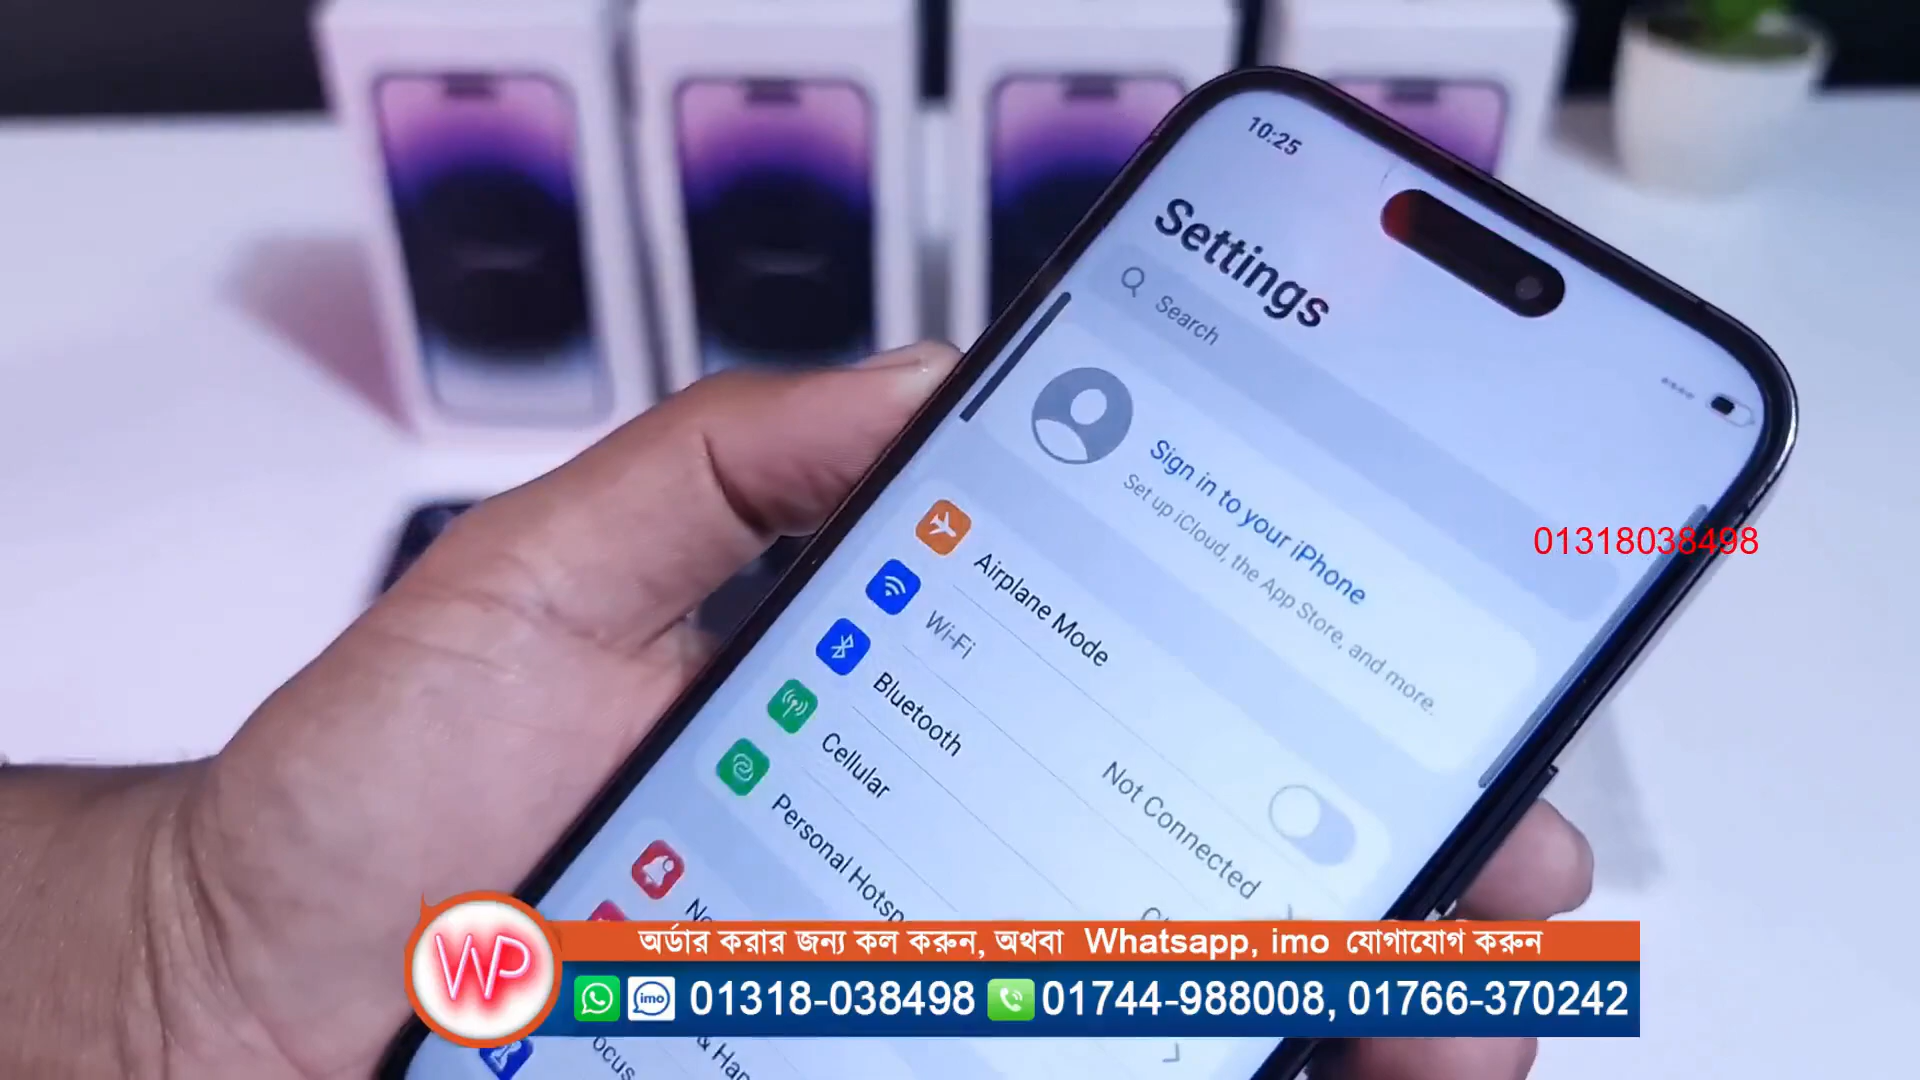 10:25
Settings
Search
Sign in to your iPhone
Set up iCloud, the App Store, and more.
Airplane Mode
Wi-Fi
Not Connected
Bluetooth
Cellular
Personal Hotsp
01318038498
WP
অর্ডার করার জন্য কল করুন, অথবা Whatsapp, imo যোগাযোগ করুন
imo 01318-038498 01744-988008, 01766-370242
ocus
& Hap